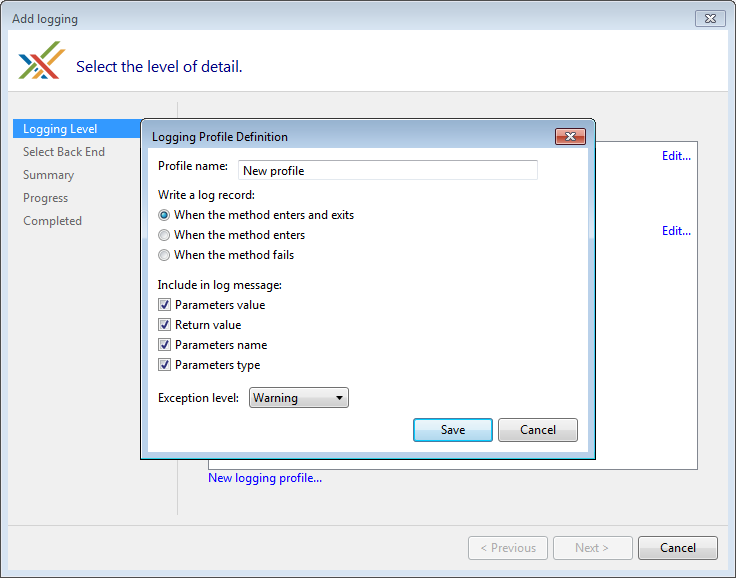 Add logging
Select the level of detail.
Logging Level
Select Back End
Summary
Progress
Completed
Edit...
Edit...
Logging Profile Definition
Profile name: New profile
Write a log record:
When the method enters and exits
When the method enters
When the method fails
Include in log message:
Parameters value
Return value
Parameters name
Parameters type
Exception level: Warning
Save Cancel
New logging profile...
< Previous Next > Cancel